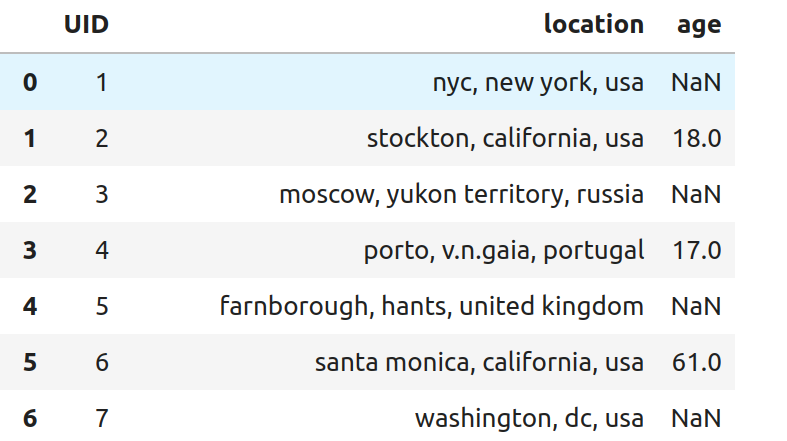 UID location age
0 1 nyc, new york, usa NaN
1 2 stockton, california, usa 18.0
2 3 moscow, yukon territory, russia NaN
3 4 porto, v.n.gaia, portugal 17.0
4 5 farnborough, hants, united kingdom NaN
5 6 santa monica, california, usa 61.0
6 7 washington, dc, usa NaN